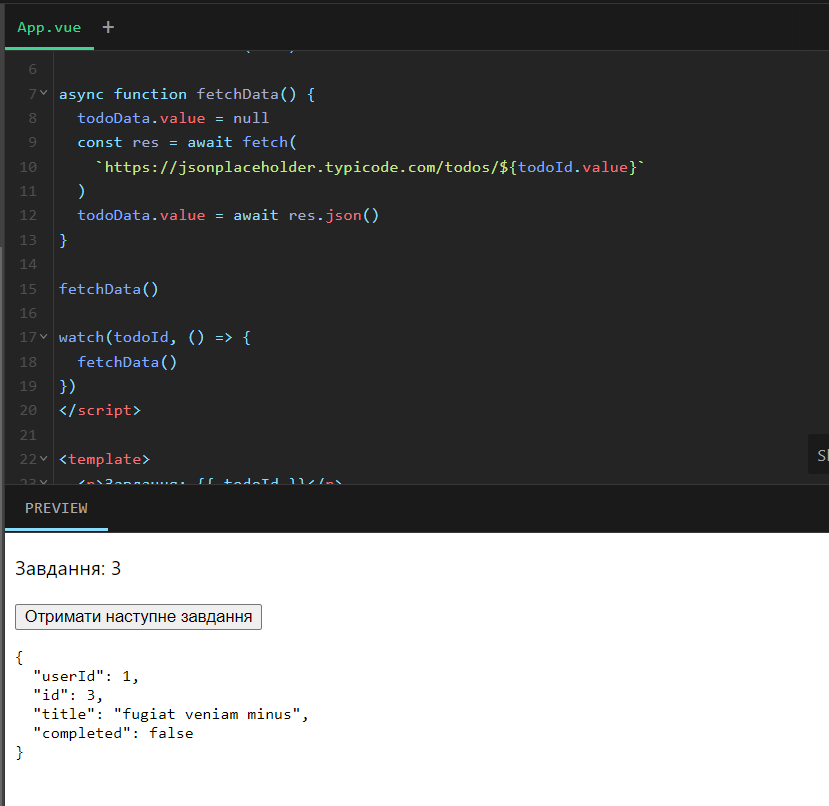 App.vue +
6
7 async function fetchData() {
8 todoData.value = null
9 const res = await fetch(
10 `https://jsonplaceholder.typicode.com/todos/${todoId.value}`
11 )
12 todoData.value = await res.json()
13 }
14
15 fetchData()
16
17 watch(todoId, () => {
18 fetchData()
19 })
20 </script>
21
22 <template>
23 <p>Завдання: {{ todoId }}</p>
PREVIEW
Завдання: 3
Отримати наступне завдання
{
"userId": 1,
"id": 3,
"title": "fugiat veniam minus",
"completed": false
}